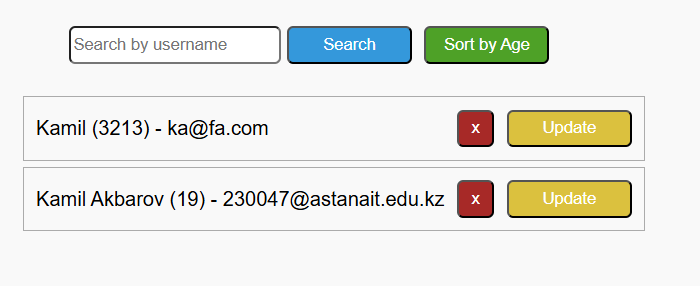 Search by username Search Sort by Age
Kamil (3213) - ka@fa.com x Update
Kamil Akbarov (19) - 230047@astanait.edu.kz x Update